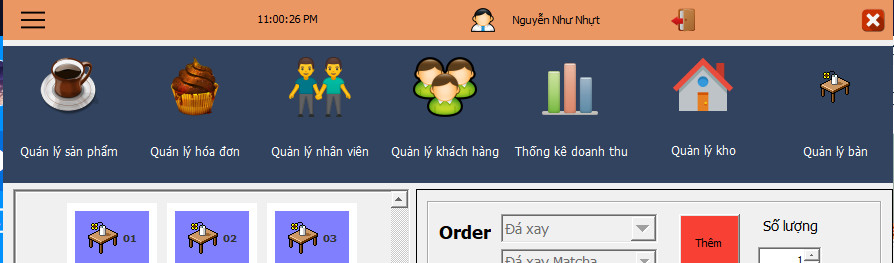 11:00:26 PM
Nguyễn Như Nhựt
Quản lý sản phẩm
Quản lý hóa đơn
Quản lý nhân viên
Quản lý khách hàng
Thống kê doanh thu
Quản lý kho
Quản lý bàn
01
02
03
Order
Đá xay
Thêm
Số lượng
Đá xay Matcha
1